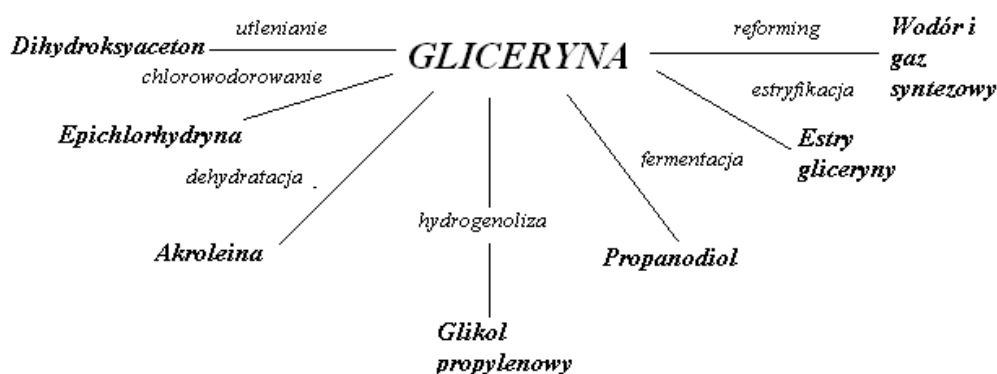 utlenianie
Dihydroksyaceton
chlorowodorowanie
GLICERYNA
reforming
Wodór i
gaz
syntezowy
estryfikacja
Epichlorhydryna
Estry
gliceryny
dehydratacja
fermentacja
hydrogenoliza
Akroleina
Propanodiol
Glikol
propylenowy